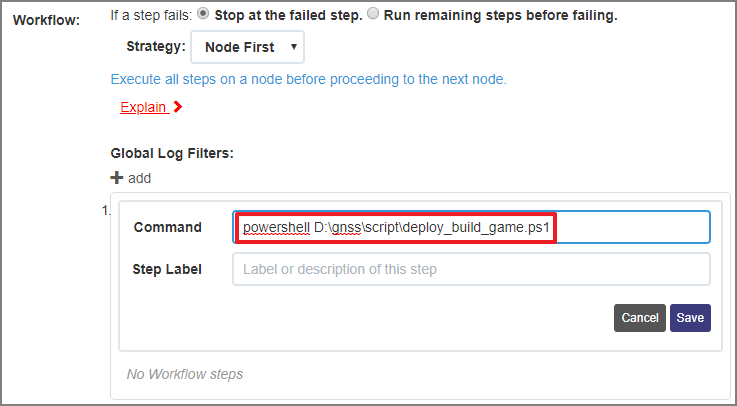 Workflow: If a step fails: Stop at the failed step. Run remaining steps before failing.
Strategy: Node First
Execute all steps on a node before proceeding to the next node.
Explain
Global Log Filters:
add
1.
Command powershell D:\gnss\script\deploy_build_game.ps1
Step Label Label or description of this step
Cancel Save
No Workflow steps